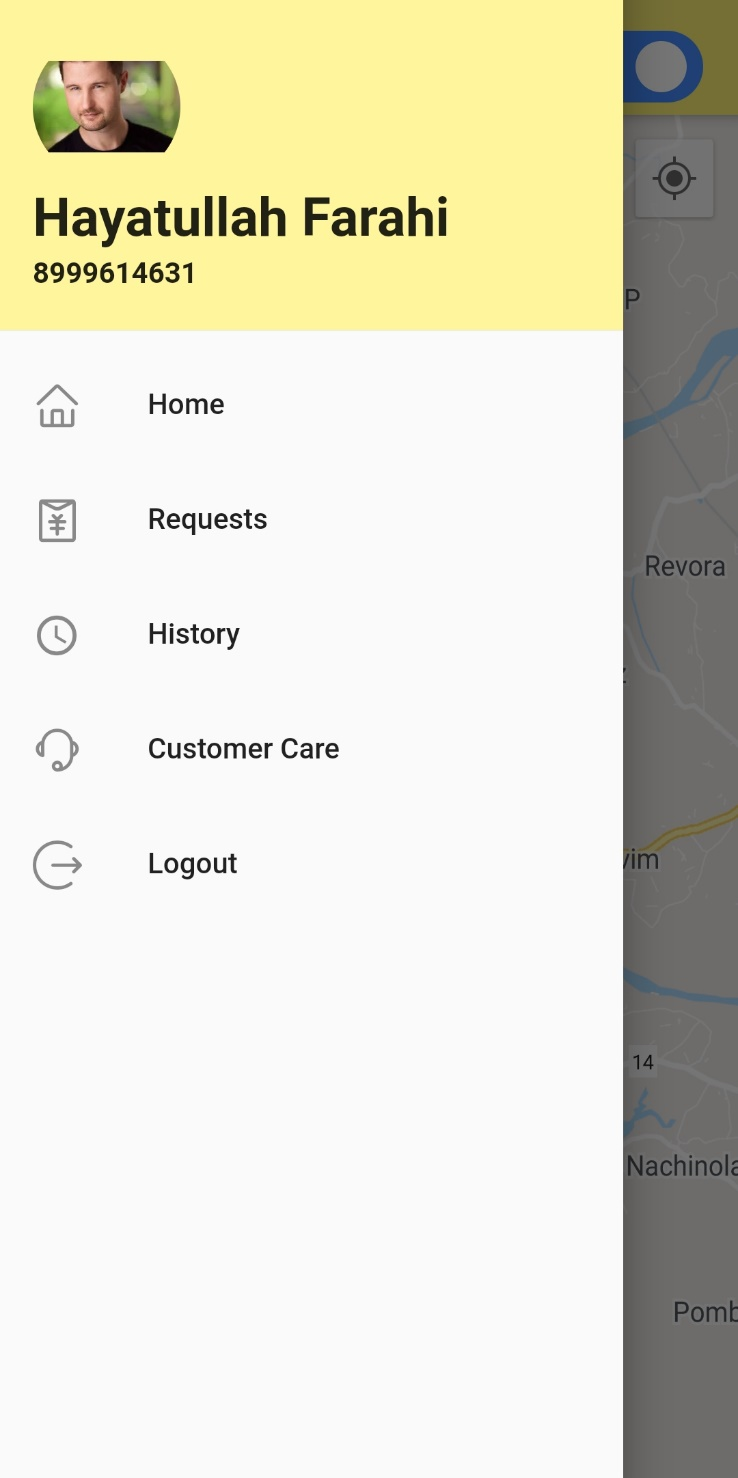 Hayatullah Farahi
8999614631
Home
Requests
History
Customer Care
Logout
P
Revora
vim
14
Nachinola
Pomb